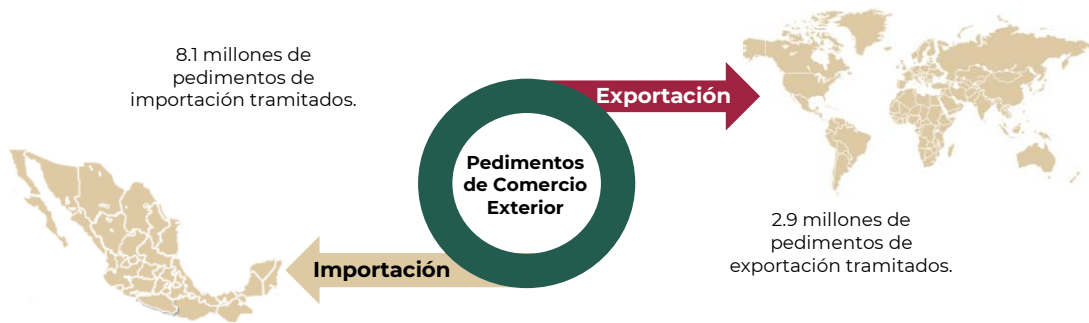 8.1 millones de
pedimentos de
importación tramitados.
Exportación
Pedimentos
de Comercio
Exterior
Importación
2.9 millones de
pedimentos de
exportación tramitados.